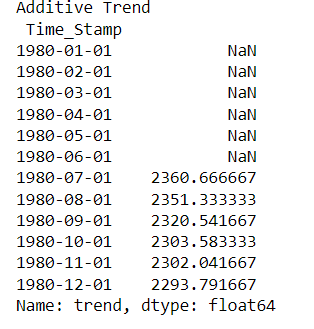 Additive Trend
Time_Stamp
1980-01-01 NaN
1980-02-01 NaN
1980-03-01 NaN
1980-04-01 NaN
1980-05-01 NaN
1980-06-01 NaN
1980-07-01 2360.666667
1980-08-01 2351.333333
1980-09-01 2320.541667
1980-10-01 2303.583333
1980-11-01 2302.041667
1980-12-01 2293.791667
Name: trend, dtype: float64